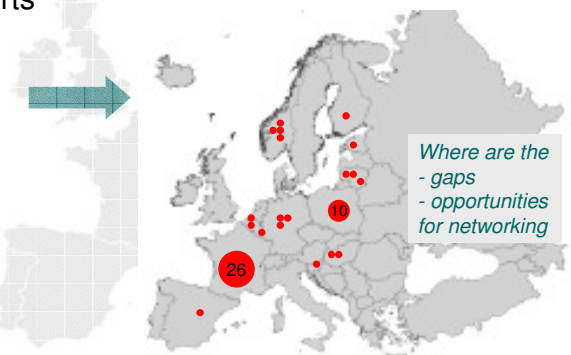 Where are the
- gaps
- opportunities
for networking
10
26